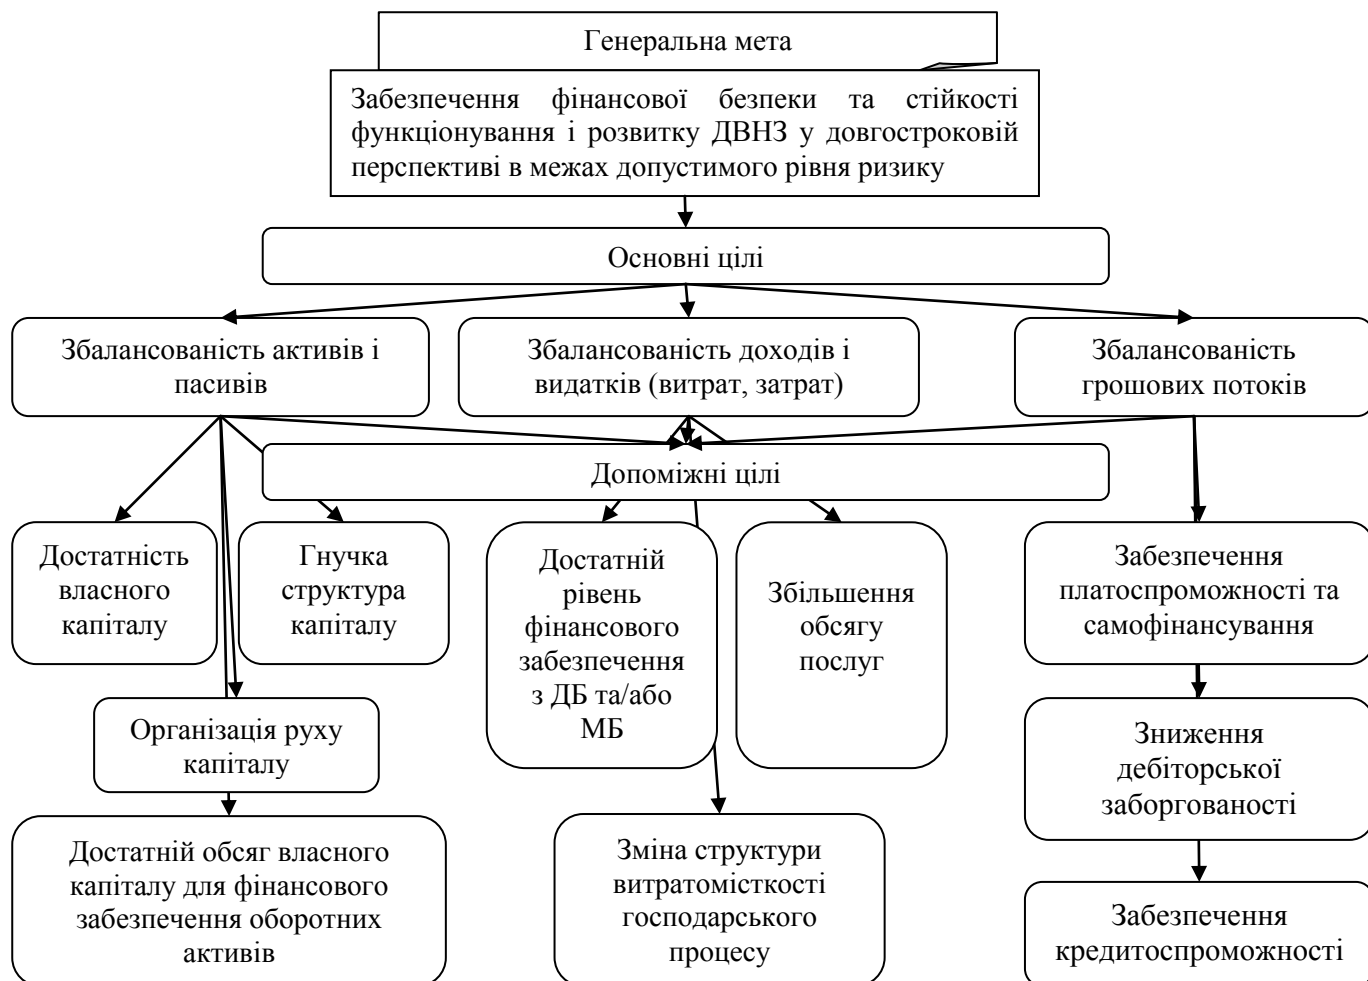 Генеральна мета
Забезпечення фінансової безпеки та стійкості
функціонування і розвитку ДВНЗ у довгостроковій
перспективі в межах допустимого рівня ризику
Основні цілі
Збалансованість активів і
пасивів
Збалансованість доходів і
видатків (витрат, затрат)
Збалансованість
грошових потоків
Допоміжні цілі
Достатність
власного
капіталу
Гнучка
структура
капіталу
Достатній
рівень
фінансового
забезпечення
з ДБ та/або
МБ
Збільшення
обсягу
послуг
Забезпечення
платоспроможності та
самофінансування
Організація руху
капіталу
Зниження
дебіторської
заборгованості
Достатній обсяг власного
капіталу для фінансового
забезпечення оборотних
активів
Зміна структури
витратомісткості
господарського
процесу
Забезпечення
кредитоспроможності